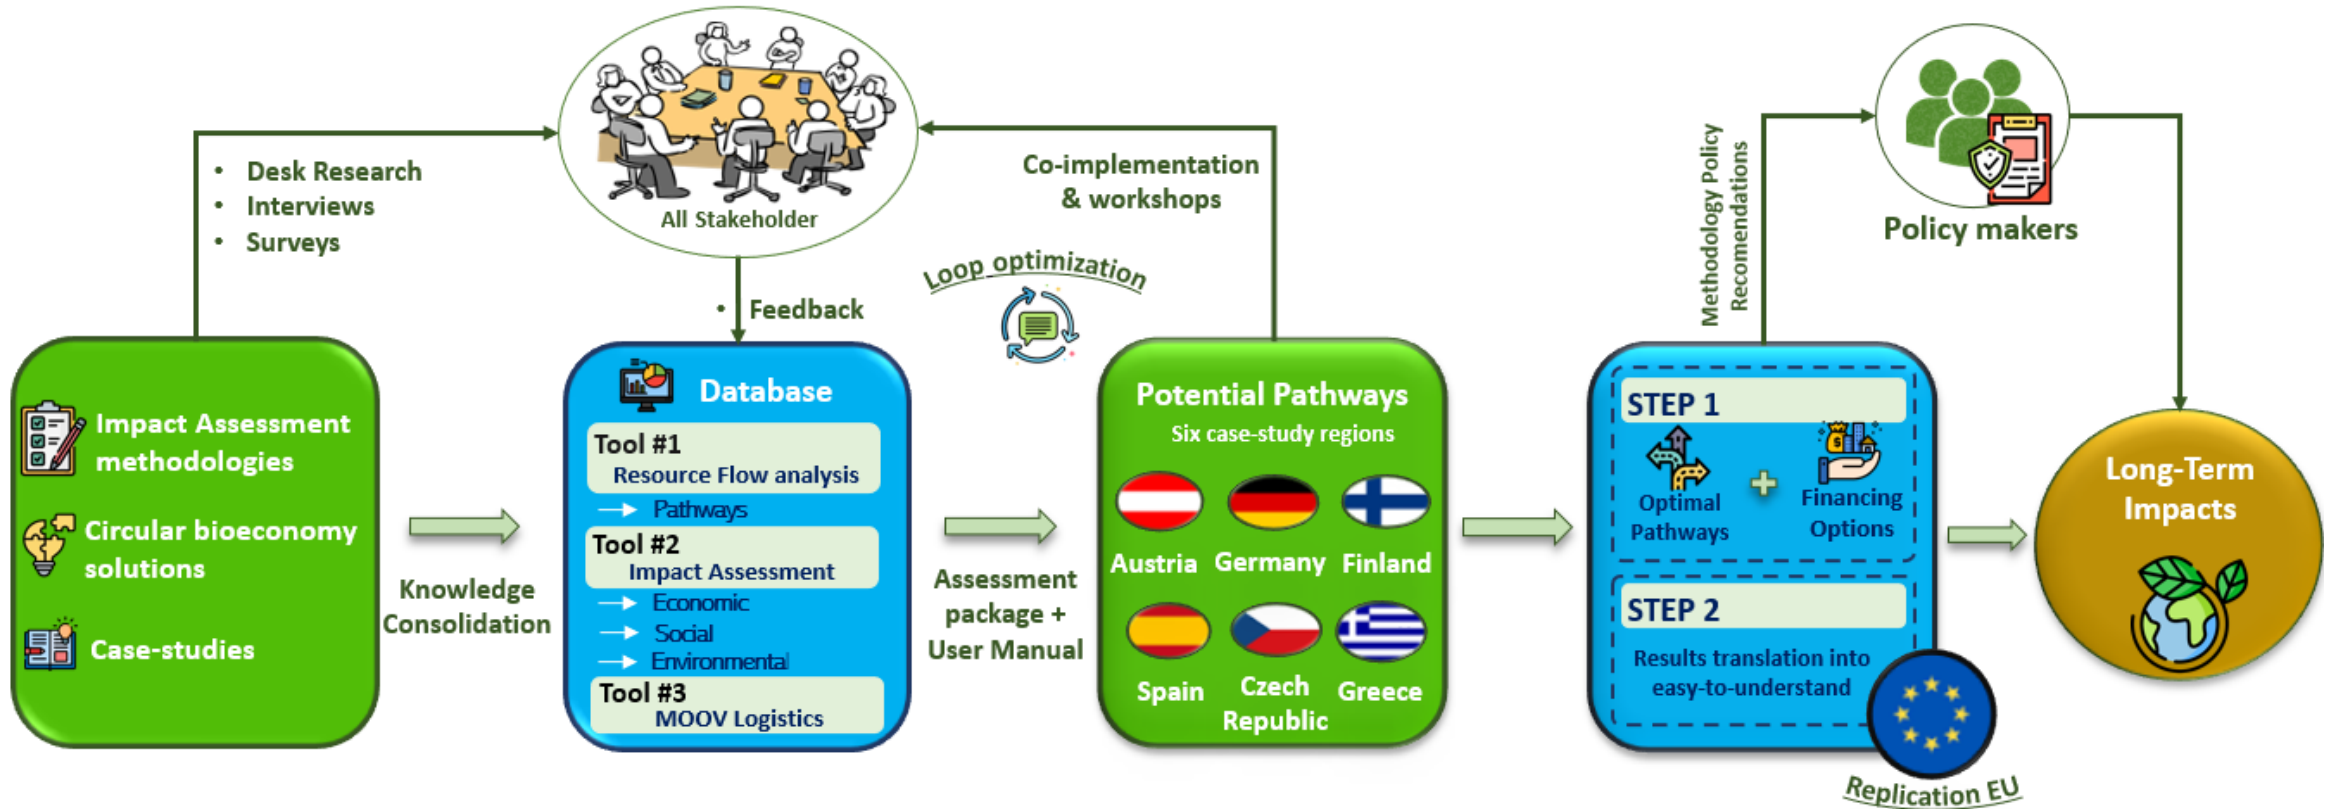 Desk Research
Interviews
Surveys
All Stakeholder
Feedback
Co-implementation
& workshops
Loop optimization
Methodology Policy
Recomendations
Policy makers
Impact Assessment
methodologies
Circular bioeconomy
solutions
Case-studies
Knowledge
Consolidation
Database
Tool #1
Resource Flow analysis
Pathways
Tool #2
Impact Assessment
Economic
Social
Environmental
Tool #3
MOOV Logistics
Assessment
package +
User Manual
Potential Pathways
Six case-study regions
Austria
Germany
Finland
Spain
Czech
Republic
Greece
STEP 1
Optimal
Pathways
+
Financing
Options
STEP 2
Results translation into
easy-to-understand
Replication EU
Long-Term
Impacts